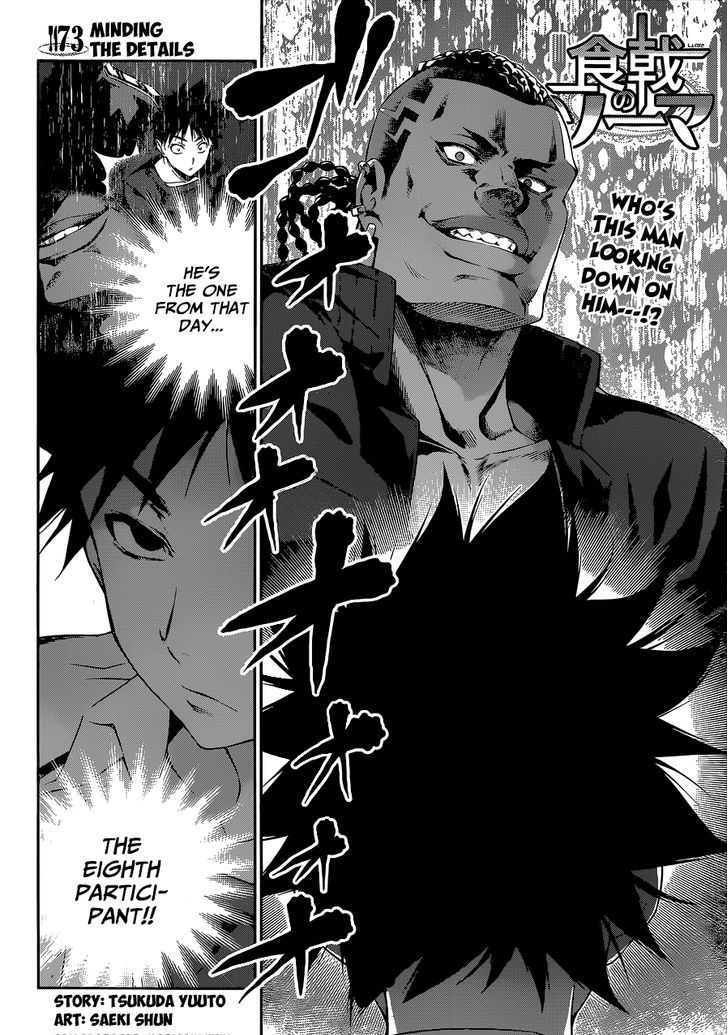 #73 MINDING
THE DETAILS
食戟の
ソーマ
WHO'S
THIS MAN
LOOKING
DOWN ON
HIM---!?
ゴオオオオオオオ
HE'S
THE ONE
FROM THAT
DAY...
THE
EIGHTH
PARTICI-
PANT!!
STORY: TSUKUDA YUUTO
ART: SAEKI SHUN